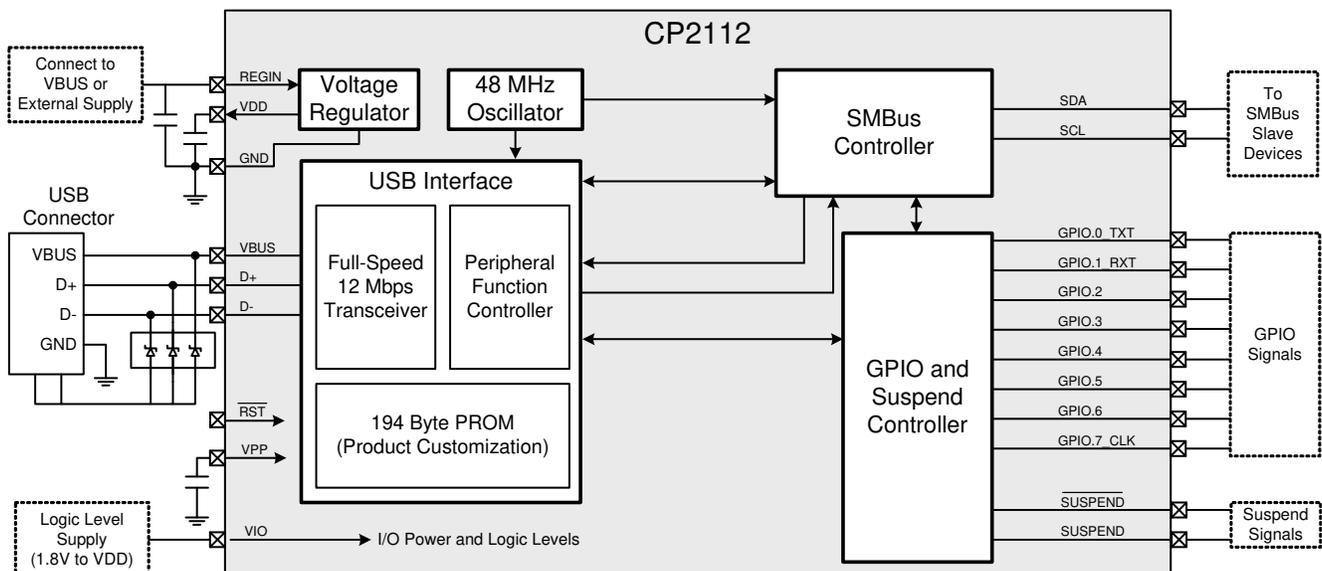 CP2112
Connect to
VBUS or
External Supply
REGIN
VDD
GND
Voltage
Regulator
48 MHz
Oscillator
SMBus
Controller
SDA
SCL
To
SMBus
Slave
Devices
USB
Connector
VBUS
D+
D-
GND
VBUS
D+
D-
USB Interface
Full-Speed
12 Mbps
Transceiver
Peripheral
Function
Controller
194 Byte PROM
(Product Customization)
RST
VPP
Logic Level
Supply
(1.8V to VDD)
VIO
I/O Power and Logic Levels
GPIO and
Suspend
Controller
GPIO.0_TXT
GPIO.1_RXT
GPIO.2
GPIO.3
GPIO.4
GPIO.5
GPIO.6
GPIO.7_CLK
GPIO
Signals
SUSPEND
SUSPEND
Suspend
Signals